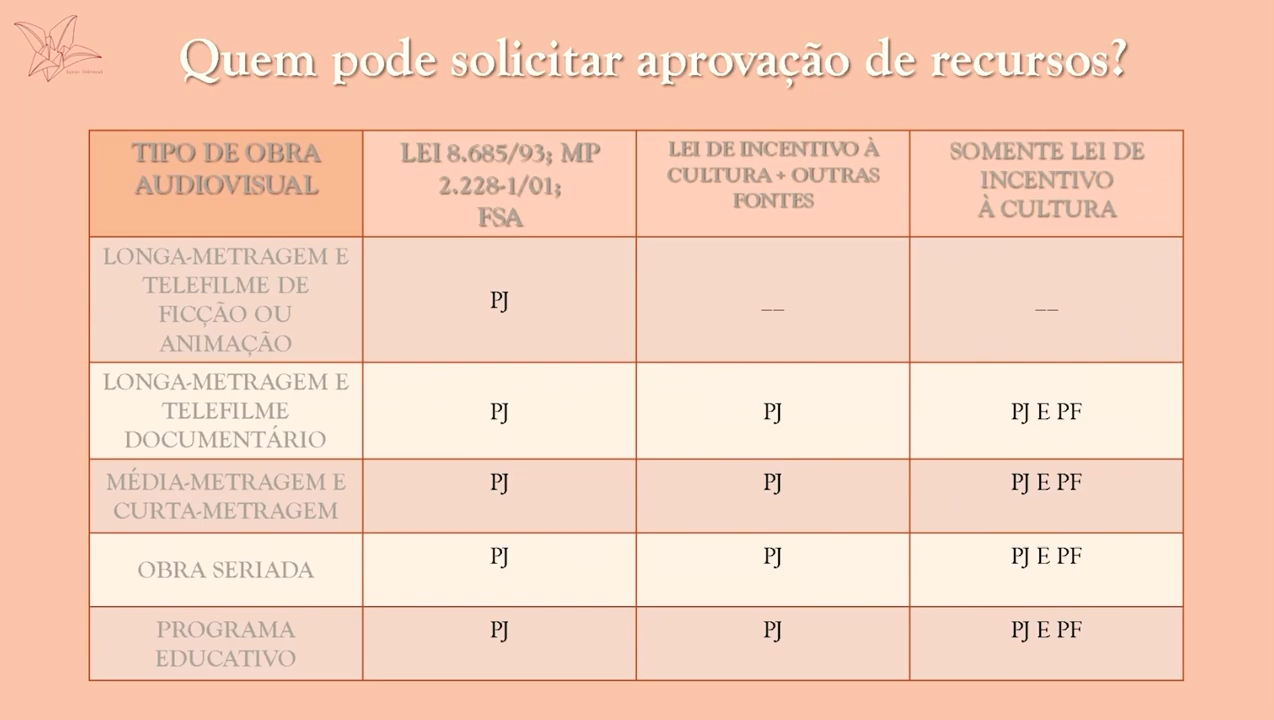 Quem pode solicitar aprovação de recursos?
TIPO DE OBRA
AUDIOVISUAL
LEI 8.685/93; MP
2.228-1/01;
FSA
LEI DE INCENTIVO À
CULTURA + OUTRAS
FONTES
SOMENTE LEI DE
INCENTIVO
À CULTURA
LONGA-METRAGEM E
TELEFILME DE
FICÇÃO OU
ANIMAÇÃO
PJ
__
__
LONGA-METRAGEM E
TELEFILME
DOCUMENTÁRIO
PJ
PJ
PJ E PF
MÉDIA-METRAGEM E
CURTA-METRAGEM
PJ
PJ
PJ E PF
OBRA SERIADA
PJ
PJ
PJ E PF
PROGRAMA
EDUCATIVO
PJ
PJ
PJ E PF